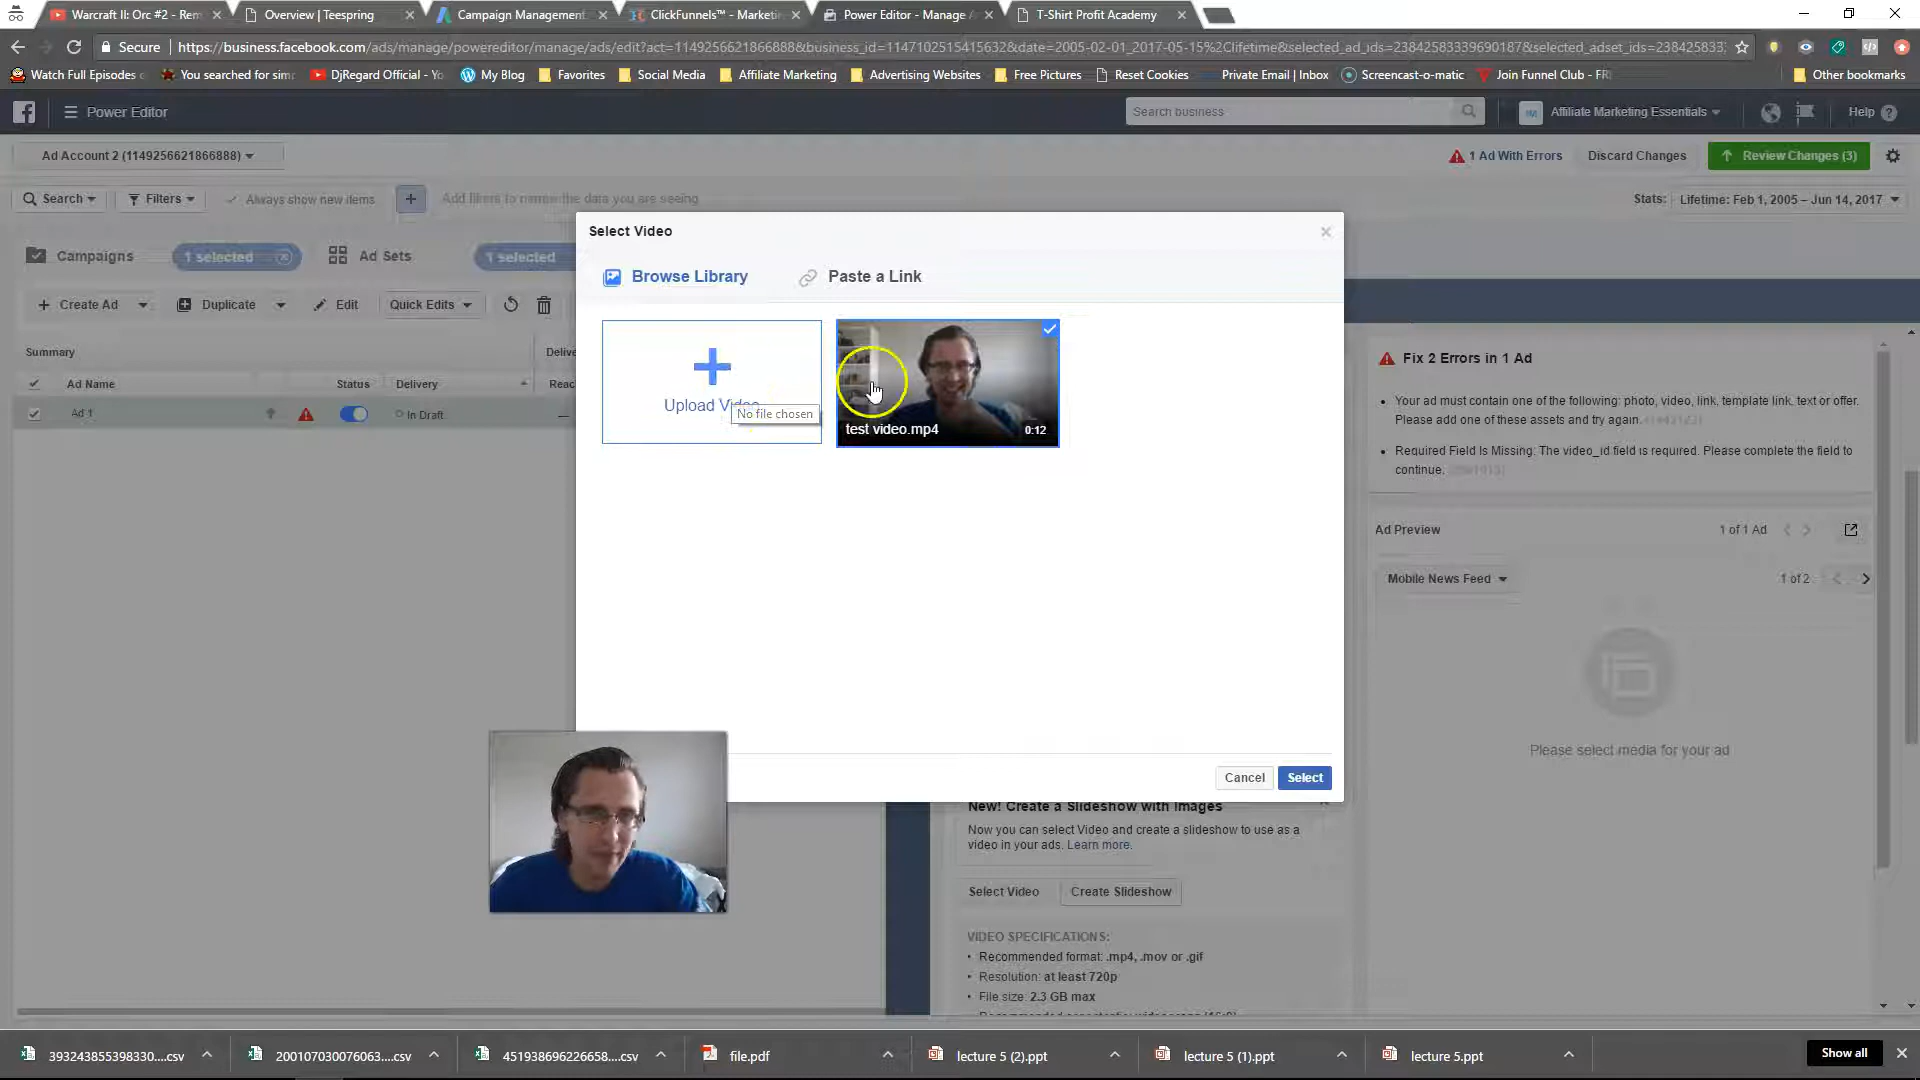 Warcraft II: Orc #2 - Rem
Overview | Teespring
Campaign Management
ClickFunnels™ - Marketi
Power Editor - Manage A
T-Shirt Profit Academy
Secure
https://business.facebook.com/ads/manage/powereditor/manage/ads/edit?act=1149256621866888&business_id=1147102515415632&date=2005-02-01_2017-05-15%2Clifetime&selected_ad_ids=23842583339690187&selected_adset_ids=238425833
Watch Full Episodes
You searched for sim
DjRegard Official - Yo
My Blog
Favorites
Social Media
Affiliate Marketing
Advertising Websites
Free Pictures
Reset Cookies
Private Email | Inbox
Screencast-o-matic
Join Funnel Club - FR
Other bookmarks
Power Editor
Search business
Affiliate Marketing Essentials
Help
Ad Account 2 (1149256621866888)
1 Ad With Errors
Discard Changes
Review Changes (3)
Search
Filters
Always show new items
Add filters to narrow the data you are seeing
Stats:
Lifetime: Feb 1, 2005 – Jun 14, 2017
Campaigns
1 selected
Ad Sets
1 selected
Create Ad
Duplicate
Edit
Quick Edits
Summary
Ad Name
Status
Delivery
Ad 1
In Draft
Select Video
Browse Library
Paste a Link
Upload
No file chosen
test video.mp4
0:12
Cancel
Select
Fix 2 Errors in 1 Ad
• Your ad must contain one of the following: photo, video, link, template link, text or offer.
Please add one of these assets and try again.
• Required Field Is Missing: The video_id field is required. Please complete the field to
continue.
Ad Preview
1 of 1 Ad
Mobile News Feed
1 of 2
Please select media for your ad
New! Create a Slideshow with Images
Now you can select Video and create a slideshow to use as a
video in your ads. Learn more.
Select Video
Create Slideshow
VIDEO SPECIFICATIONS:
• Recommended format: .mp4, .mov or .gif
• Resolution: at least 720p
• File size: 2.3 GB max
393243855398330....csv
200107030076063....csv
451938696226658....csv
file.pdf
lecture 5 (2).ppt
lecture 5 (1).ppt
lecture 5.ppt
Show all